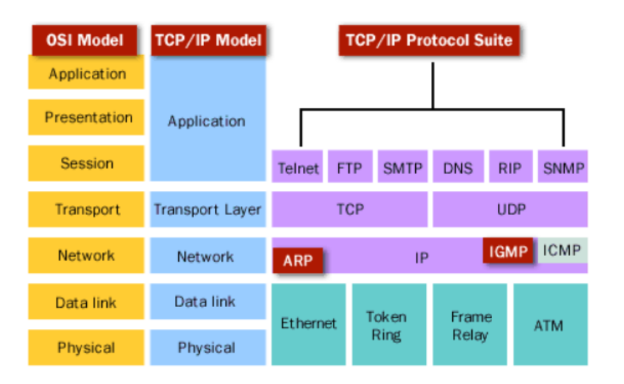 OSI Model TCP/IP Model TCP/IP Protocol Suite
Application
Presentation
Application
Session
Telnet FTP SMTP DNS RIP SNMP
Transport Transport Layer TCP UDP
Network Network ARP IP IGMP ICMP
Data link Data link
Ethernet Token Ring Frame Relay ATM
Physical Physical